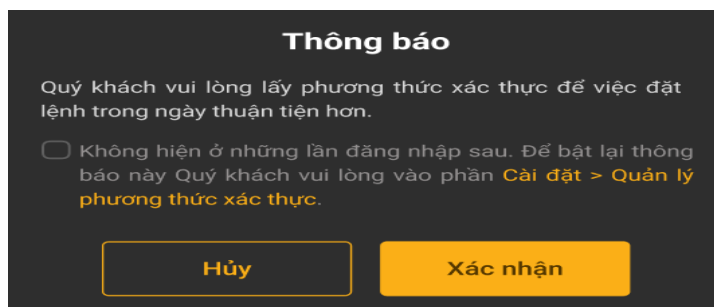 Thông báo
Quý khách vui lòng lấy phương thức xác thực để việc đặt
lệnh trong ngày thuận tiện hơn.
Không hiện ở những lần đăng nhập sau. Để bật lại thông
báo này Quý khách vui lòng vào phần Cài đặt > Quản lý
phương thức xác thực.
Hủy
Xác nhận